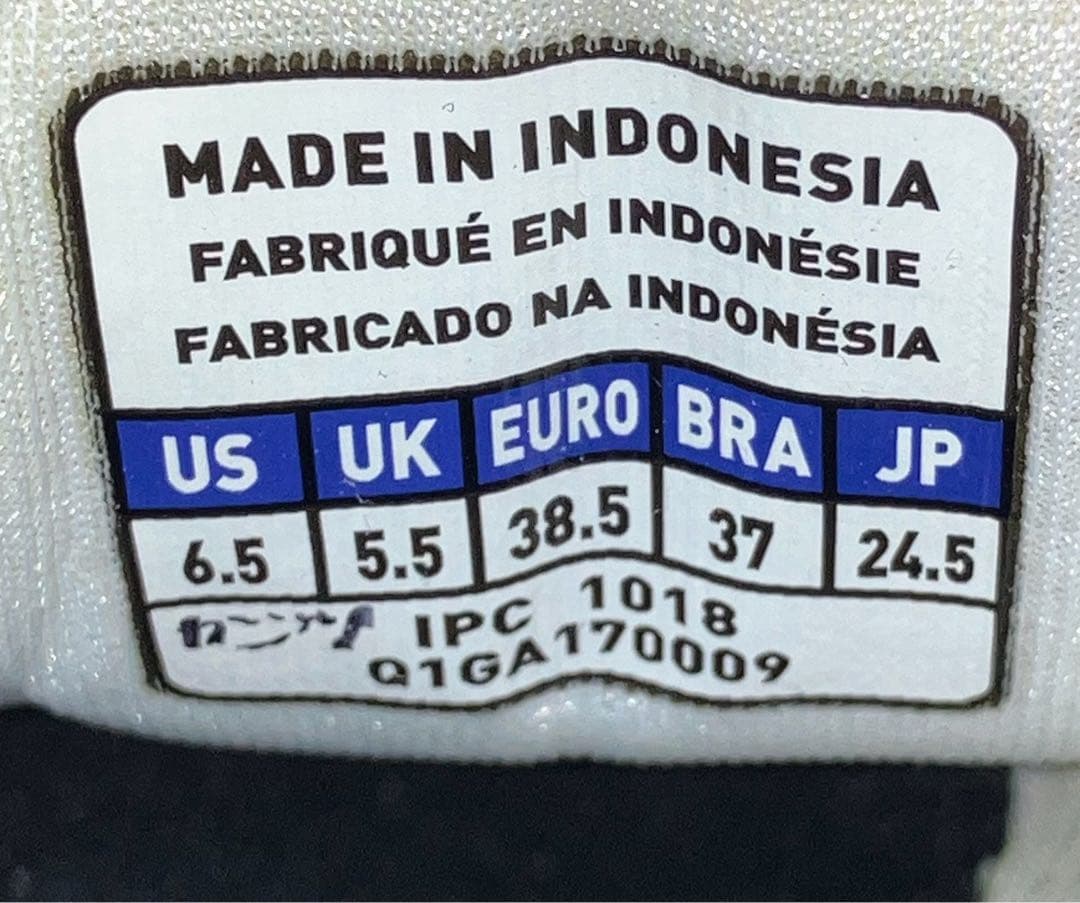 MADE IN INDONESIA
FABRIQUÉ EN INDONÉSIE
FABRICADO NA INDONÉSIA
US UK EURO BRA JP
6.5 5.5 38.5 37 24.5
IPC 1018
Q1GA170009